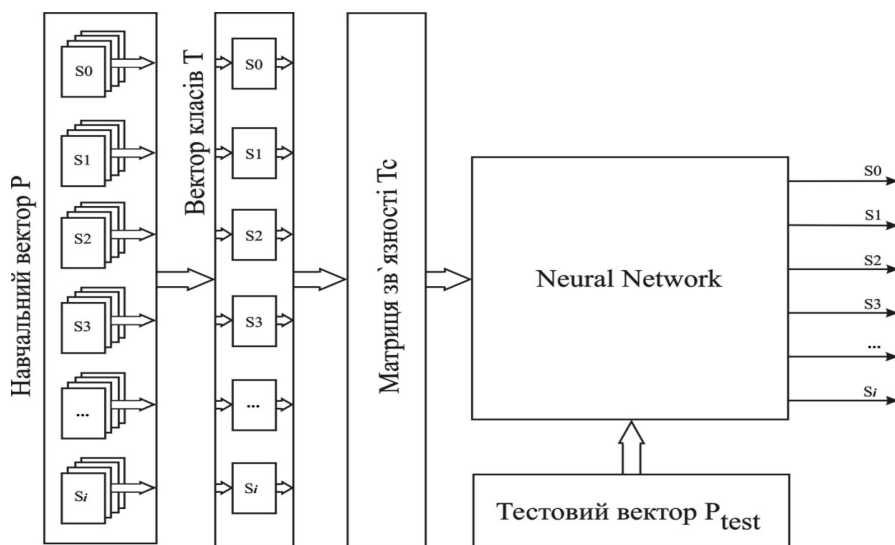 Навчальний вектор P
S0
S1
S2
S3
...
Si
Вектор класів T
S0
S1
S2
S3
...
Si
Матриця зв`язності Tc
Neural Network
Тестовий вектор Ptest
S0
S1
S2
S3
...
Si